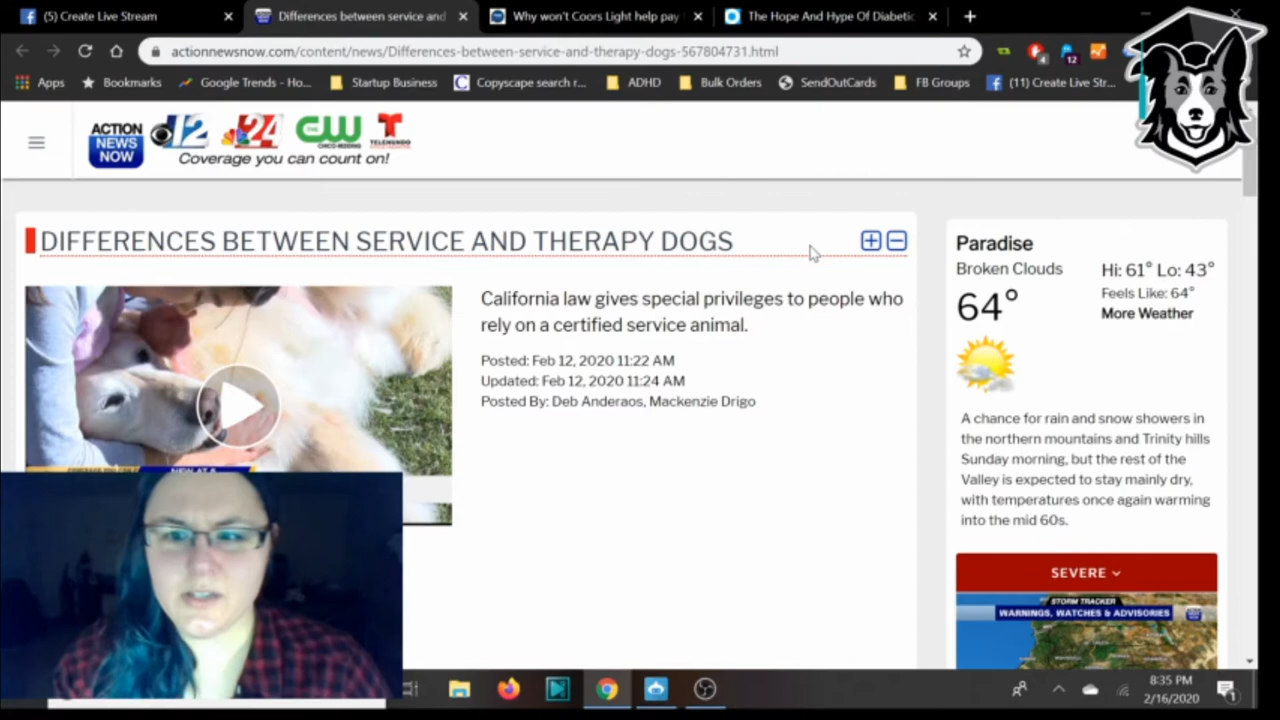 (5) Create Live Stream
Differences between service and
Why won't Coors Light help pay
The Hope And Hype Of Diabetic
actionnewsnow.com/content/news/Differences-between-service-and-therapy-dogs-567804731.html
4
12
Apps
Bookmarks
Google Trends - Ho...
Startup Business
Copyscape search r...
ADHD
Bulk Orders
SendOutCards
FB Groups
(11) Create Live Str...
ACTION
NEWS
NOW
12
24
THE CW
CHICO-REDDING
T
TELEMUNDO
Coverage you can count on!
DIFFERENCES BETWEEN SERVICE AND THERAPY DOGS
California law gives special privileges to people who
rely on a certified service animal.
Posted: Feb 12, 2020 11:22 AM
Updated: Feb 12, 2020 11:24 AM
Posted By: Deb Anderaos, Mackenzie Drigo
Paradise
Broken Clouds
64°
Hi: 61° Lo: 43°
Feels Like: 64°
More Weather
A chance for rain and snow showers in
the northern mountains and Trinity hills
Sunday morning, but the rest of the
Valley is expected to stay mainly dry,
with temperatures once again warming
into the mid 60s.
SEVERE
STORM TRACKER
WARNINGS, WATCHES & ADVISORIES
8:35 PM
2/16/2020
1